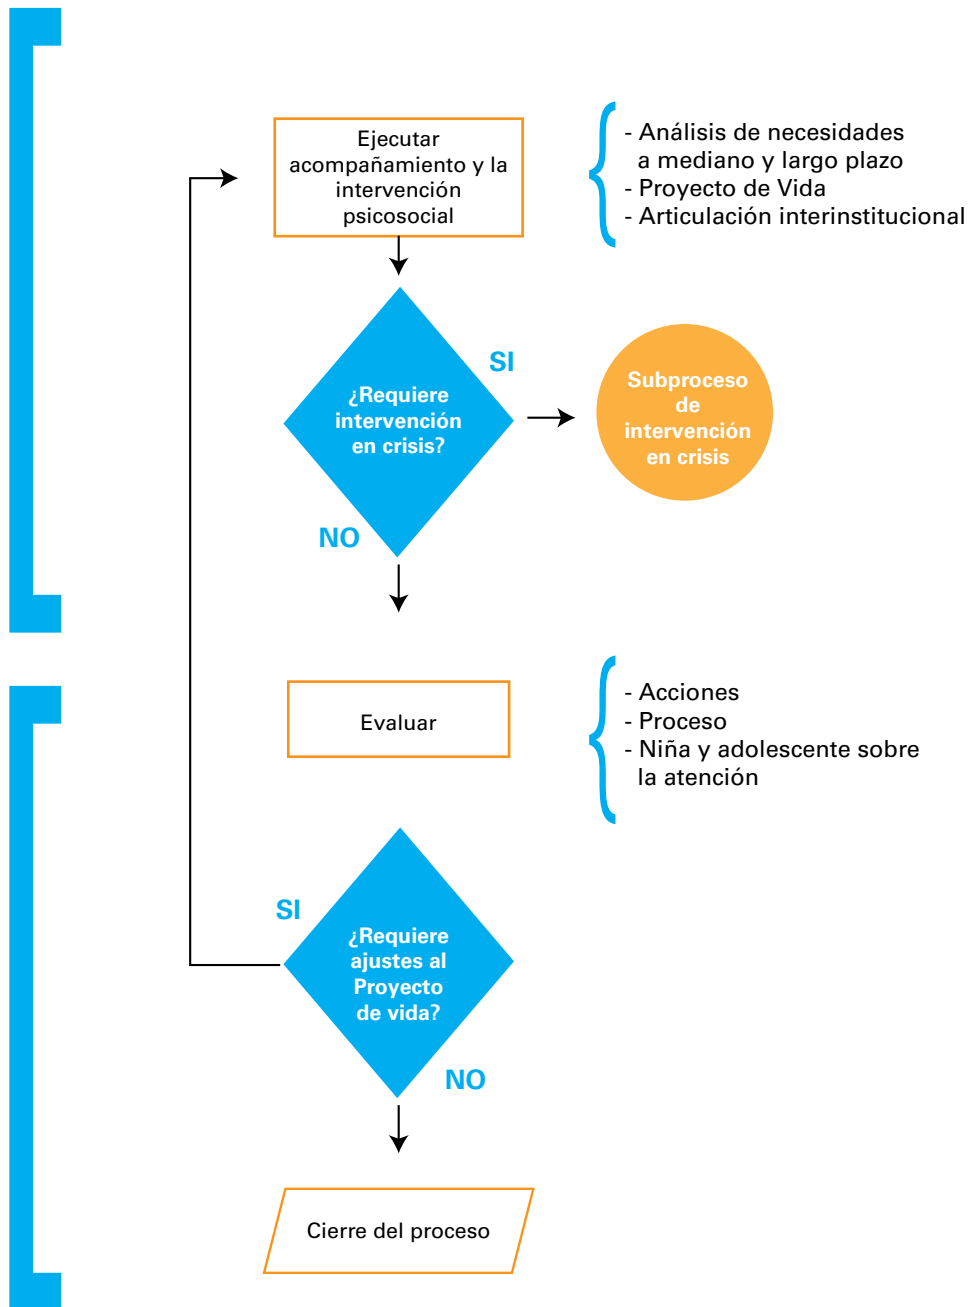 Ejecutar
acompañamiento y la
intervención
psicosocial
- Análisis de necesidades
a mediano y largo plazo
- Proyecto de Vida
- Articulación interinstitucional
SI
¿Requiere
intervención
en crisis?
Subproceso
de
intervención
en crisis
NO
Evaluar
- Acciones
- Proceso
- Niña y adolescente sobre
la atención
SI
¿Requiere
ajustes al
Proyecto
de vida?
NO
Cierre del proceso